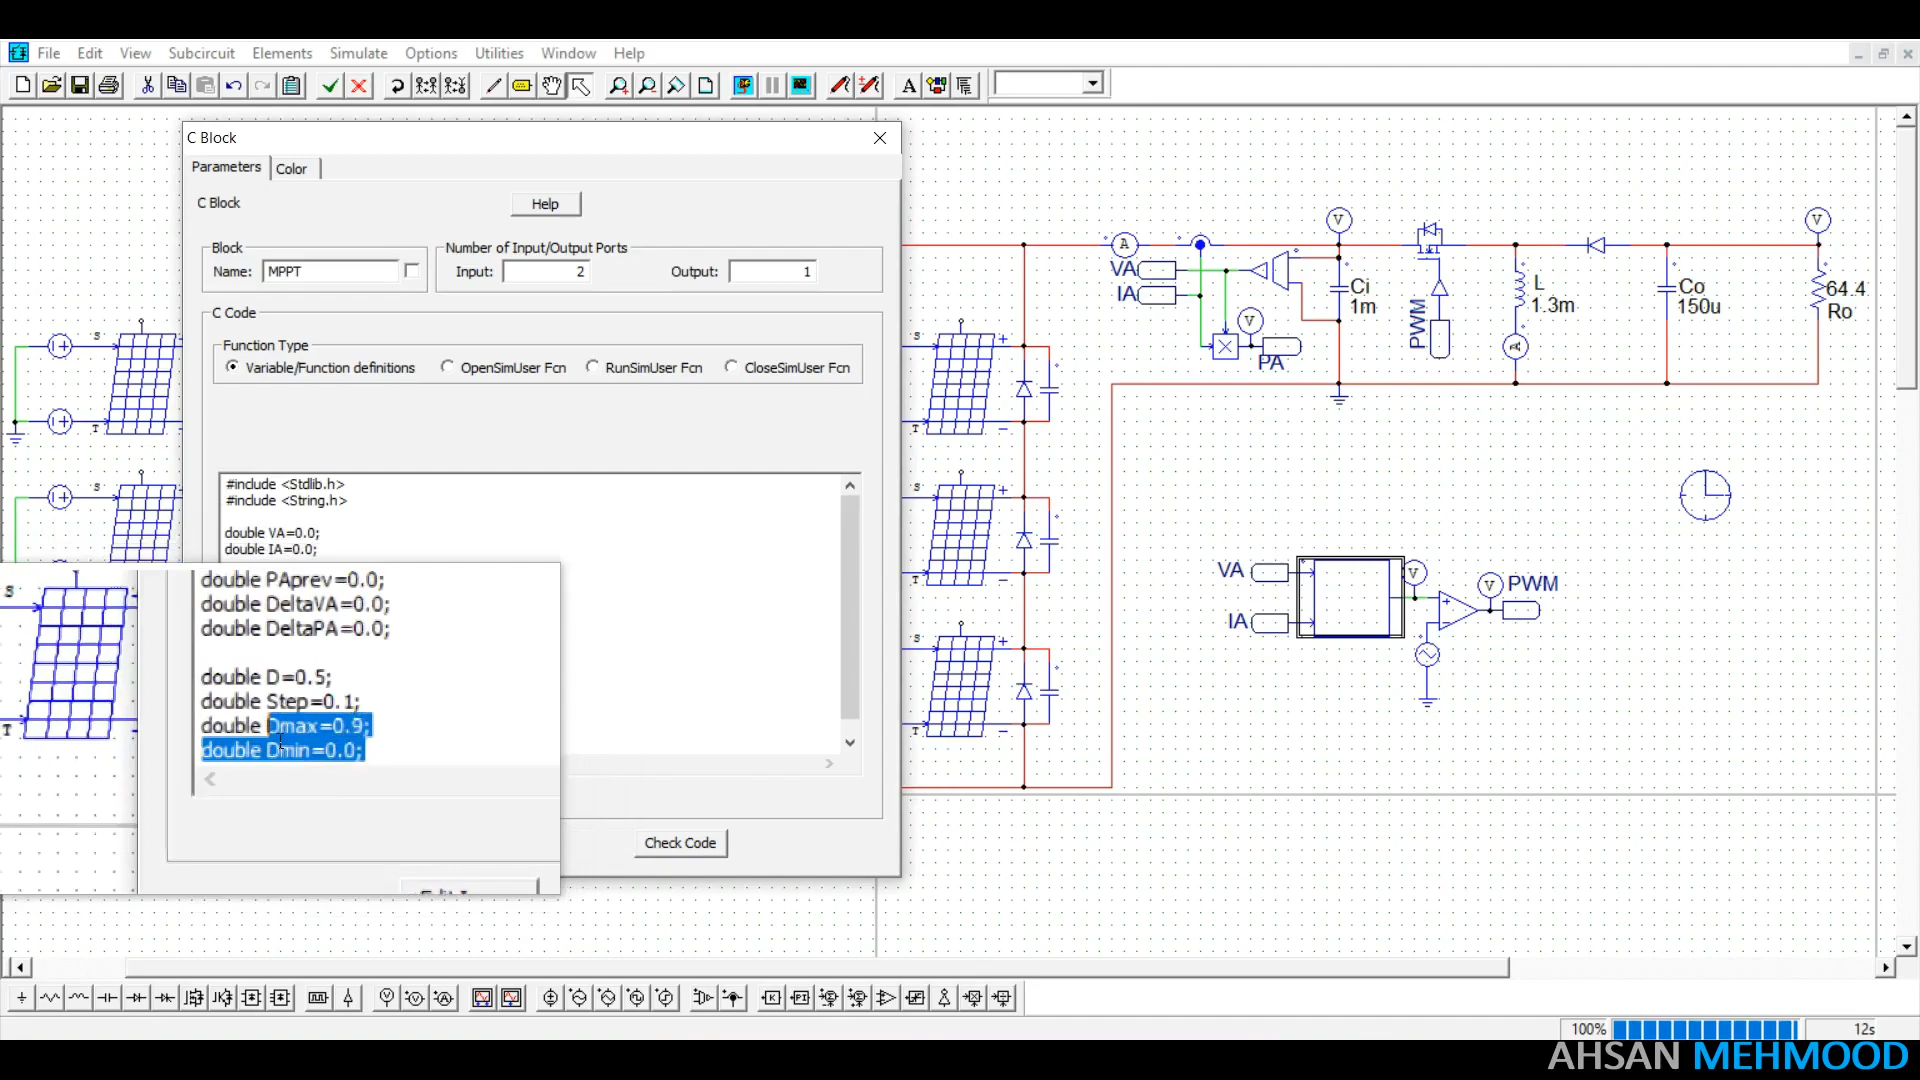 File Edit View Subcircuit Elements Simulate Options Utilities Window Help
C Block
Parameters Color
C Block Help
Block Number of Input/Output Ports
Name: MPPT Input: 2 Output: 1
C Code
Function Type
Variable/Function definitions OpenSimUser Fcn RunSimUser Fcn CloseSimUser Fcn
#include <Stdlib.h>
#include <String.h>
double VA=0.0;
double IA=0.0;
double PAprev=0.0;
double DeltaVA=0.0;
double DeltaPA=0.0;
double D=0.5;
double Step=0.1;
double Dmax=0.9;
double Dmin=0.0;
Check Code
S
T
S
S
T
S
T
S
T
S
T
A
VA
IA
V
PA
V
Ci
1m
PWM
L
1.3m
A
Co
150u
V
64.4
Ro
VA
IA
V
V PWM
100% 12s
AHSAN MEHMOOD